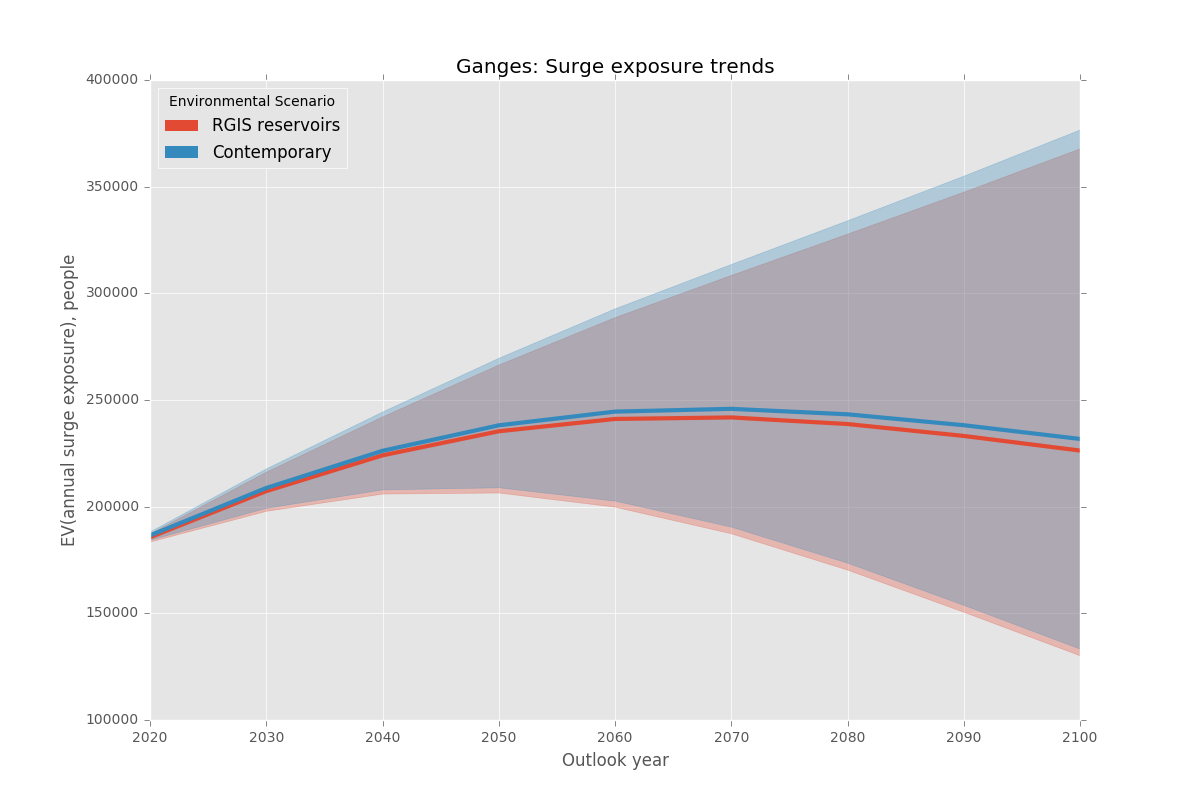 Ganges: Surge exposure trends
Environmental Scenario
RGIS reservoirs
Contemporary
EV(annual surge exposure), people
400000
350000
300000
250000
200000
150000
100000
2020 2030 2040 2050 2060 2070 2080 2090 2100
Outlook year